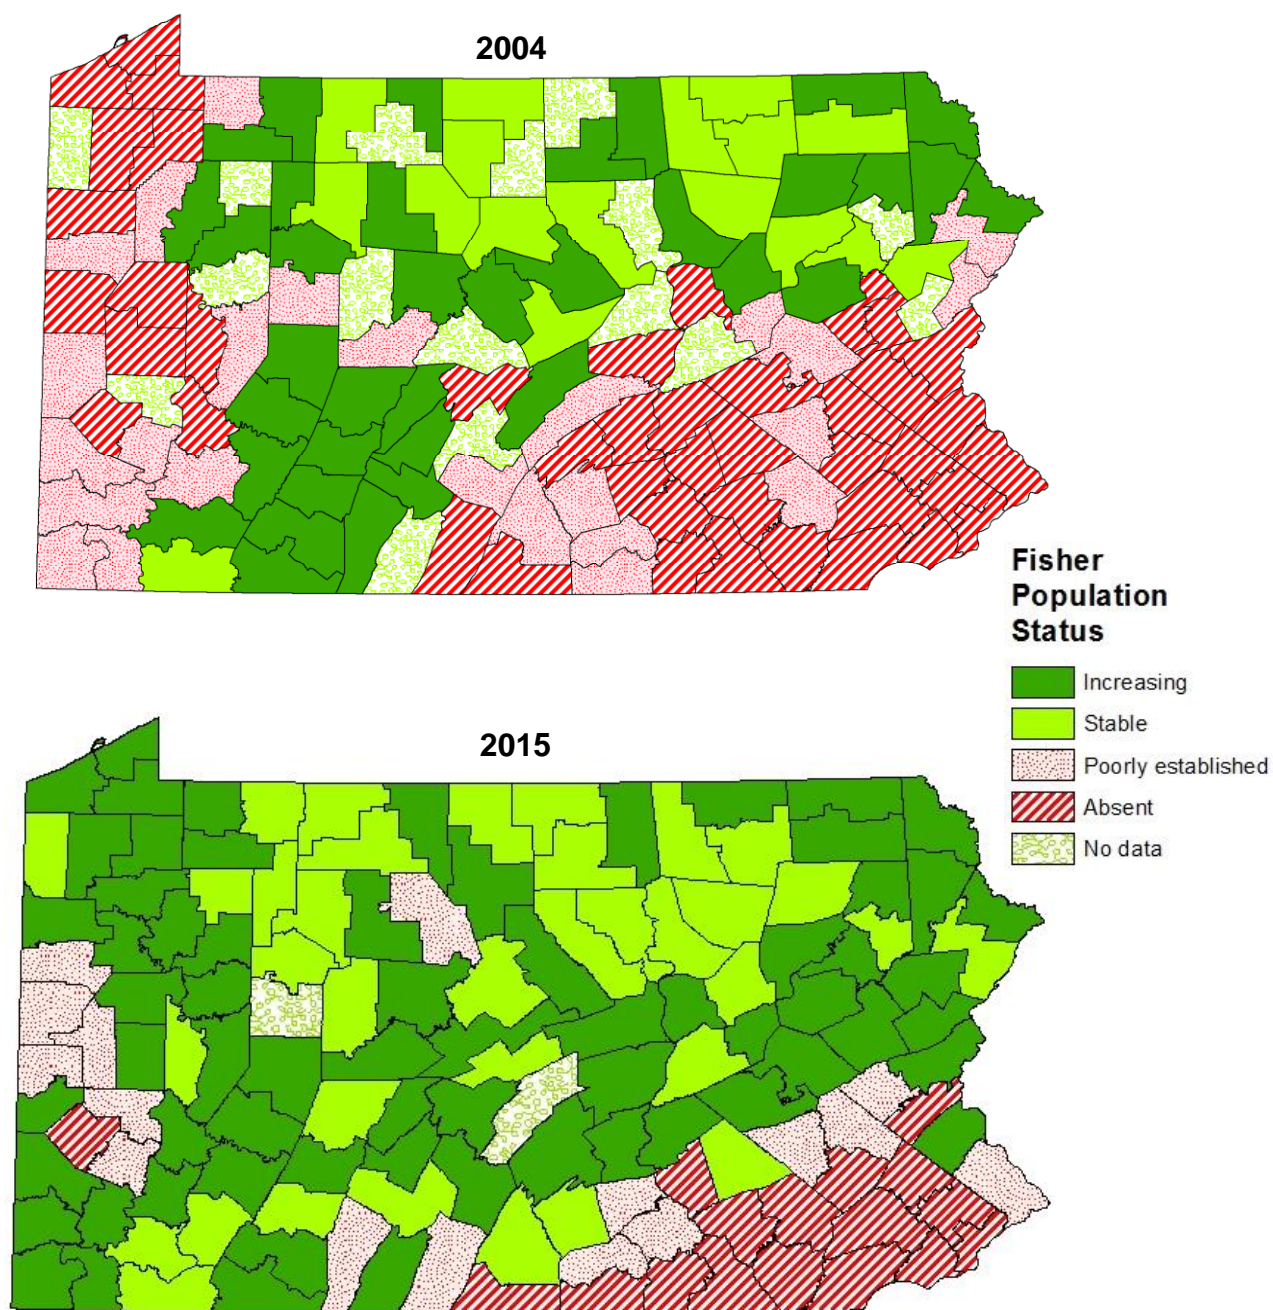 2004
Fisher
Population
Status
Increasing
Stable
Poorly established
Absent
No data
2015